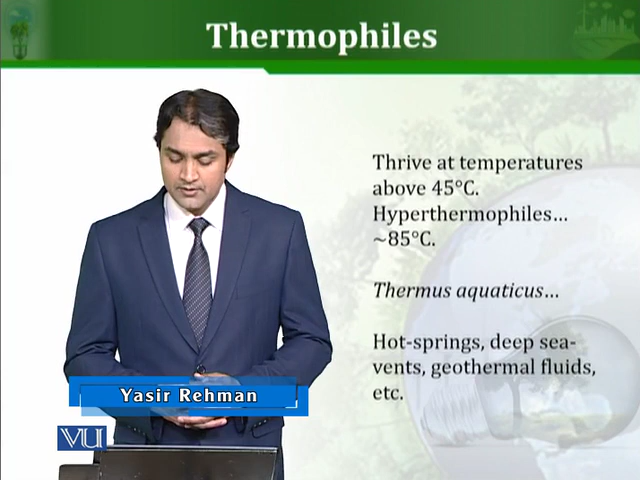 Thermophiles
Thrive at temperatures
above 45°C.
Hyperthermophiles…
~85°C.
Thermus aquaticus…
Hot-springs, deep sea-
vents, geothermal fluids,
etc.
Yasir Rehman
VU